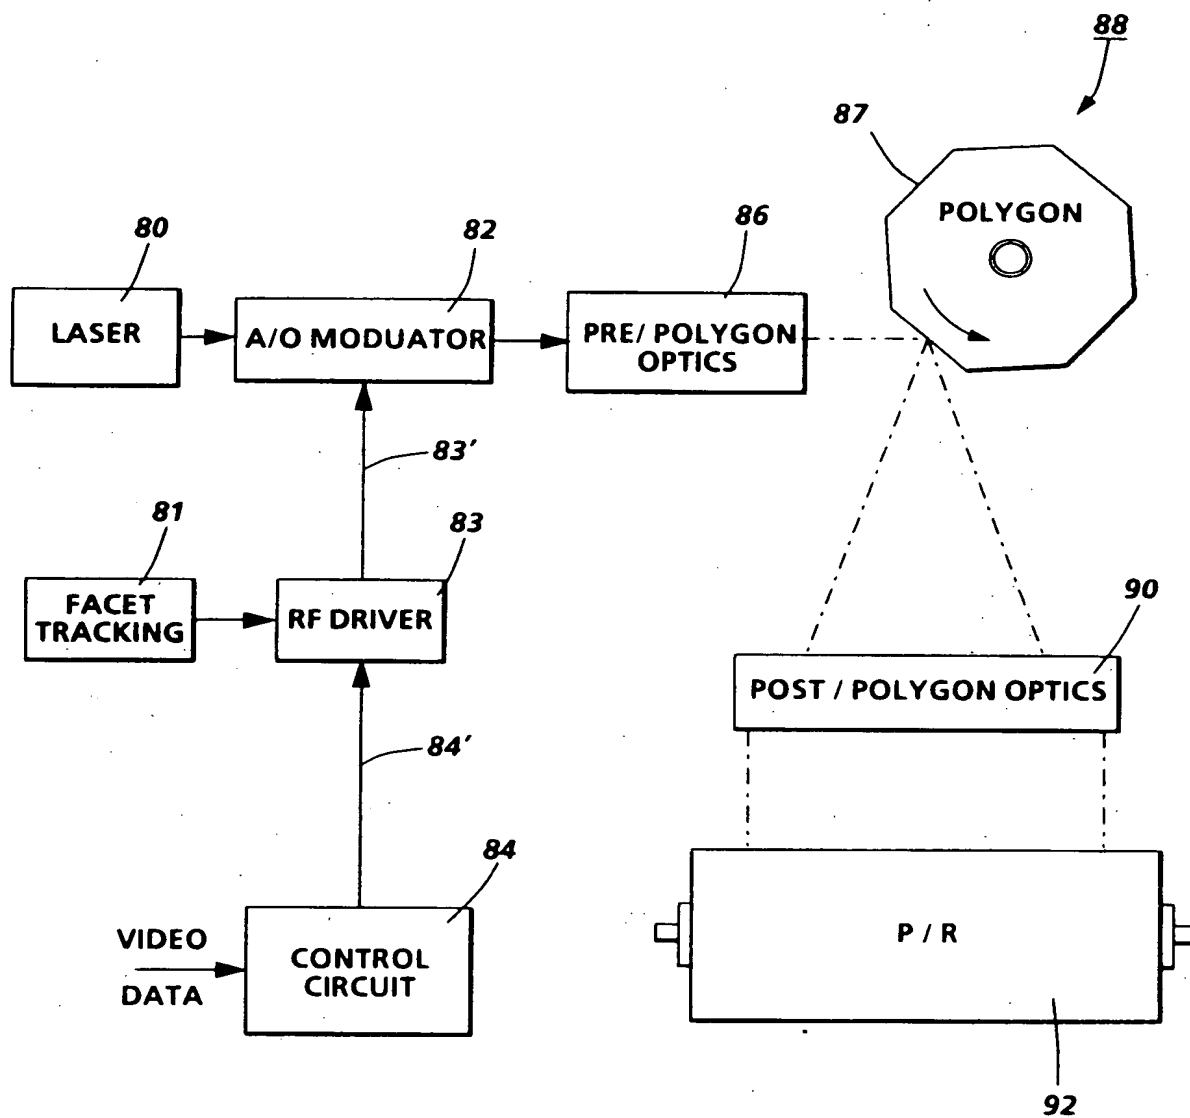 88
87
POLYGON
80
82
86
LASER
A/O MODUATOR
PRE/ POLYGON
OPTICS
83′
81
83
FACET
TRACKING
RF DRIVER
90
POST / POLYGON OPTICS
84′
84
VIDEO
DATA
CONTROL
CIRCUIT
P / R
92